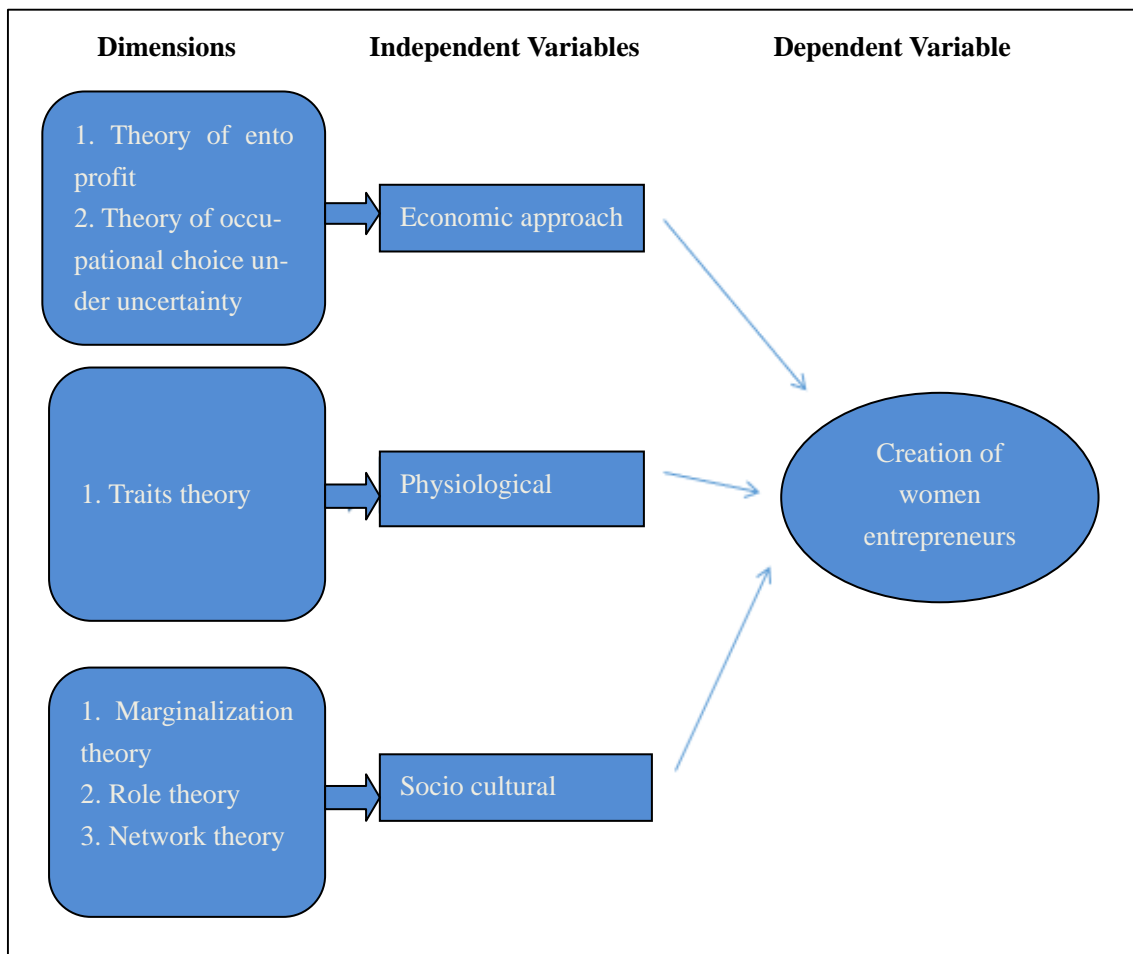 Dimensions Independent Variables Dependent Variable
1. Theory of ento
profit
2. Theory of occu-
pational choice un-
der uncertainty
Economic approach
1. Traits theory
Physiological
Creation of
women
entrepreneurs
1. Marginalization
theory
2. Role theory
3. Network theory
Socio cultural